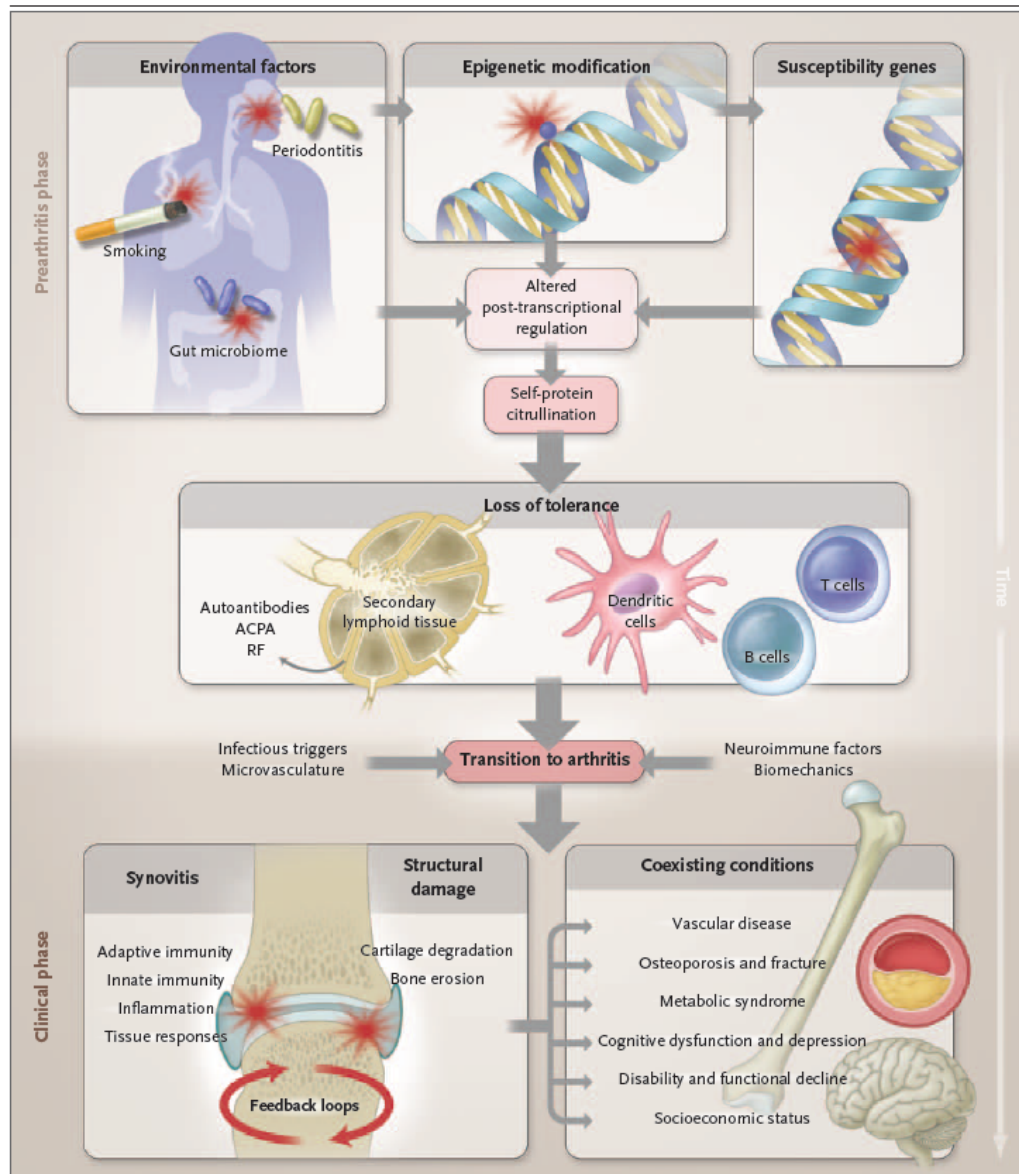 Environmental factors
Periodontitis
Smoking
Gut microbiome
Epigenetic modification
Susceptibility genes
Altered
post-transcriptional
regulation
Self-protein
citrullination
Prearthritis phase
Loss of tolerance
Autoantibodies
ACPA
RF
Secondary
lymphoid tissue
Dendritic
cells
T cells
B cells
Time
Infectious triggers
Microvasculature
Transition to arthritis
Neuroimmune factors
Biomechanics
Clinical phase
Synovitis
Adaptive immunity
Innate immunity
Inflammation
Tissue responses
Structural
damage
Cartilage degradation
Bone erosion
Feedback loops
Coexisting conditions
Vascular disease
Osteoporosis and fracture
Metabolic syndrome
Cognitive dysfunction and depression
Disability and functional decline
Socioeconomic status